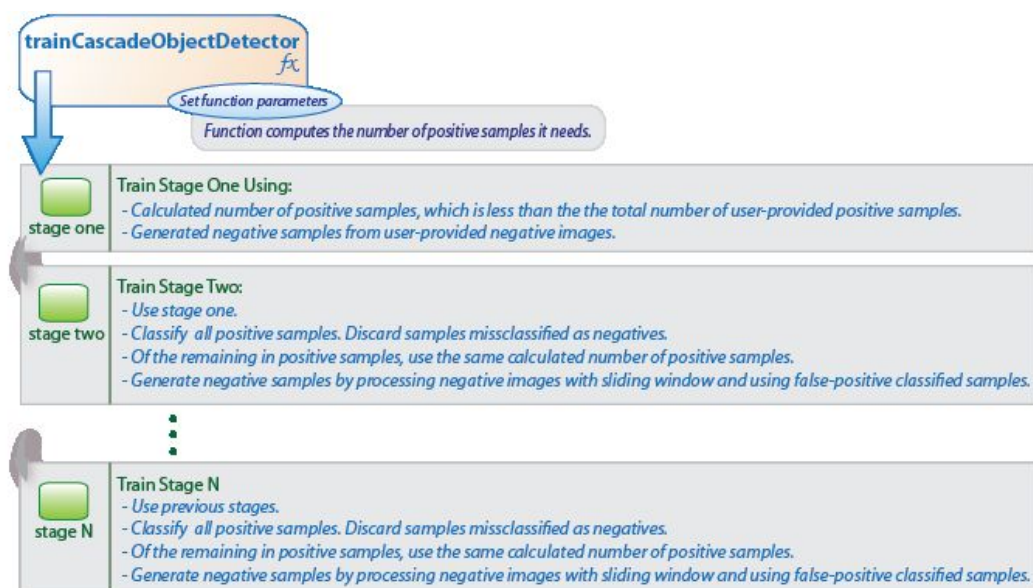 trainCascadeObjectDetector
fx
Set function parameters
Function computes the number of positive samples it needs.
stage one
Train Stage One Using:
- Calculated number of positive samples, which is less than the the total number of user-provided positive samples.
- Generated negative samples from user-provided negative images.
stage two
Train Stage Two:
- Use stage one.
- Classify all positive samples. Discard samples missclassified as negatives.
- Of the remaining in positive samples, use the same calculated number of positive samples.
- Generate negative samples by processing negative images with sliding window and using false-positive classified samples.
stage N
Train Stage N
- Use previous stages.
- Classify all positive samples. Discard samples missclassified as negatives.
- Of the remaining in positive samples, use the same calculated number of positive samples.
- Generate negative samples by processing negative images with sliding window and using false-positive classified samples.